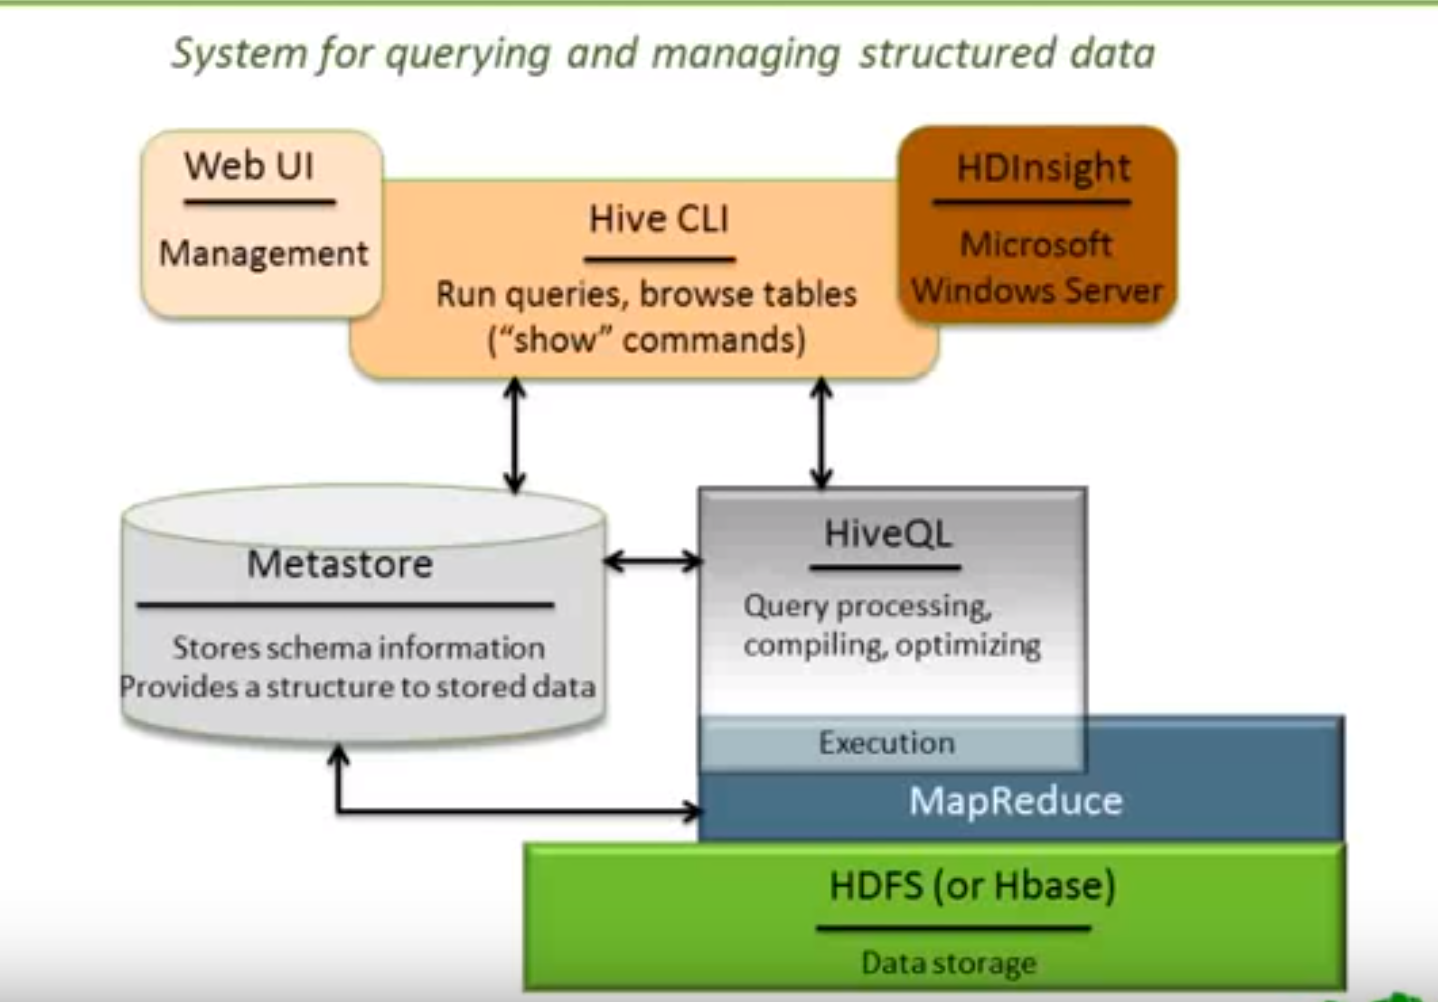 System for querying and managing structured data
Web UI
Management
Hive CLI
Run queries, browse tables
(“show” commands)
HDInsight
Microsoft
Windows Server
Metastore
Stores schema information
Provides a structure to stored data
HiveQL
Query processing,
compiling, optimizing
Execution
MapReduce
HDFS (or Hbase)
Data storage